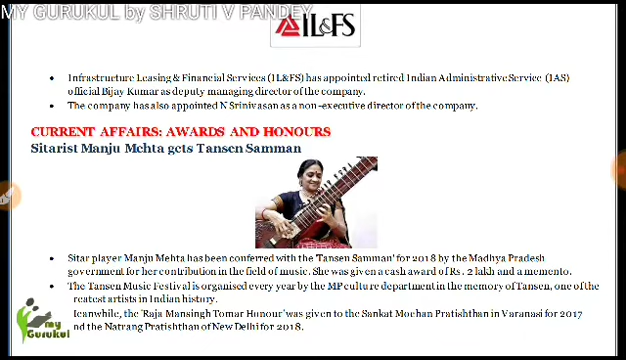 MY GURUKUL by SHRUTI V PANDEY
IL&FS
• Infrastructure Leasing & Financial Services (IL&FS) has appointed retired Indian Administrative Service (IAS)
official Bijay Kumar as deputy managing director of the company.
• The company has also appointed N Srinivasan as a non-executive director of the company.
CURRENT AFFAIRS: AWARDS AND HONOURS
Sitarist Manju Mehta gets Tansen Samman
• Sitar player Manju Mehta has been conferred with the 'Tansen Samman' for 2018 by the Madhya Pradesh
government for her contribution in the field of music. She was given a cash award of Rs. 2 lakh and a memento.
• The Tansen Music Festival is organised every year by the MP culture department in the memory of Tansen, one of the
reatest artists in Indian history.
eanwhile, the 'Raja Mansingh Tomar Honour' was given to the Sankat Mochan Pratishthan in Varanasi for 2017
nd the Natrang Pratishthan of New Delhi for 2018.
my
Gurukul